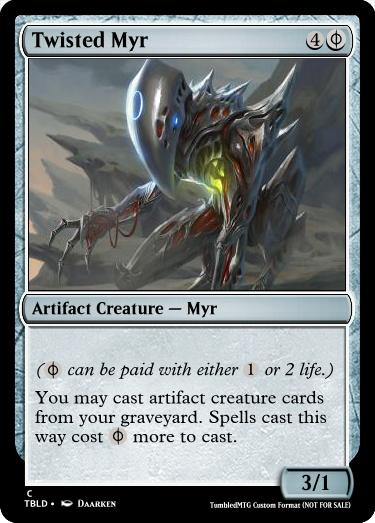 Twisted Myr 4
Artifact Creature — Myr
( can be paid with either 1 or 2 life.)
You may cast artifact creature cards
from your graveyard. Spells cast this
way cost more to cast.
3/1
C
TBLD • Daarken
TumbledMTG Custom Format (NOT FOR SALE)